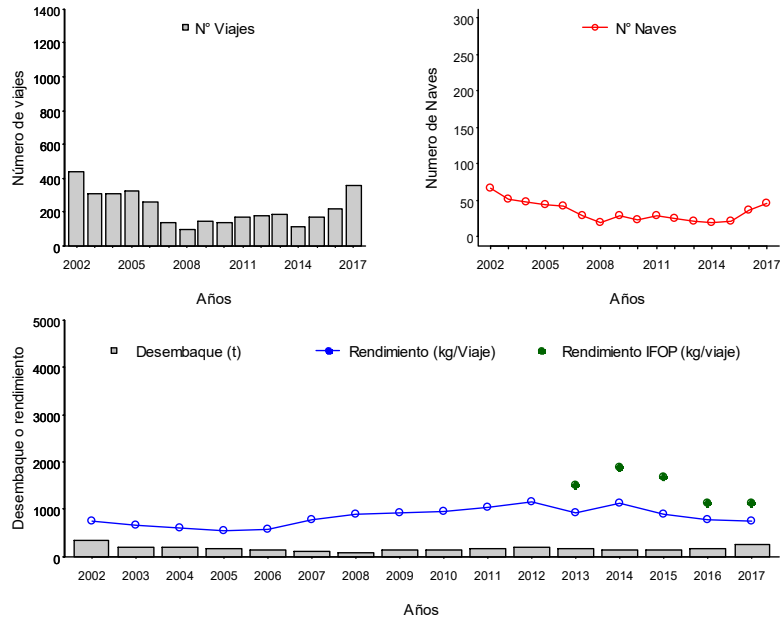 1400
1200
1000
800
600
400
200
0
Número de viajes
N° Viajes
2002 2005 2008 2011 2014 2017
Años
300
250
200
150
100
50
0
Numero de Naves
N° Naves
2002 2005 2008 2011 2014 2017
Años
5000
4000
3000
2000
1000
0
Desembaque o rendimiento
Desembaque (t) Rendimiento (kg/Viaje) Rendimiento IFOP (kg/viaje)
2002 2003 2004 2005 2006 2007 2008 2009 2010 2011 2012 2013 2014 2015 2016 2017
Años